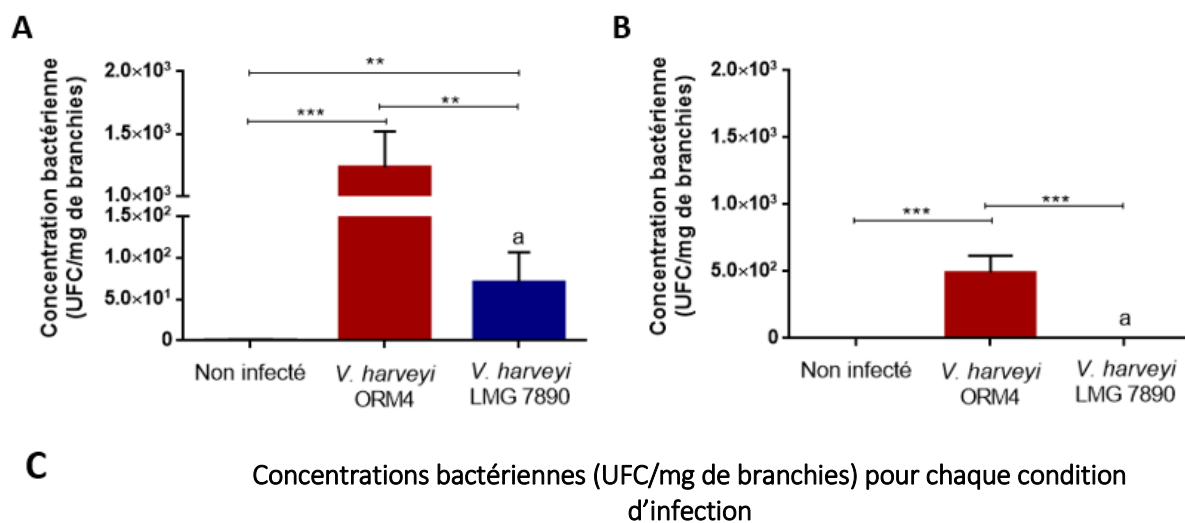 A
Concentration bactérienne
(UFC/mg de branchies)
2.0×10³
1.5×10³
1.0×10³
15×10²
1.0×10²
5.0×10¹
0
**
***
**
a
Non infecté
V. harveyi
ORM4
V. harveyi
LMG 7890
B
Concentration bactérienne
(UFC/mg de branchies)
2.0×10³
1.5×10³
1.0×10³
5.0×10²
0
***
***
a
Non infecté
V. harveyi
ORM4
V. harveyi
LMG 7890
C
Concentrations bactériennes (UFC/mg de branchies) pour chaque condition
d’infection